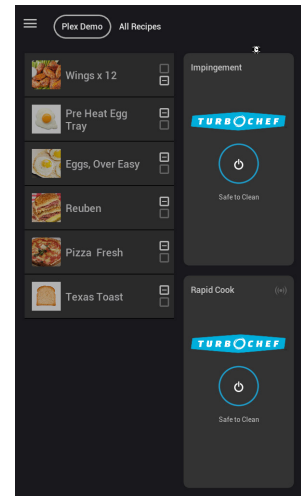 Plex Demo
All Recipes
Wings x 12
Pre Heat Egg
Tray
Eggs, Over Easy
Reuben
Pizza Fresh
Texas Toast
Impingement
TURBOCHEF
Safe to Clean
Rapid Cook
TURBOCHEF
Safe to Clean